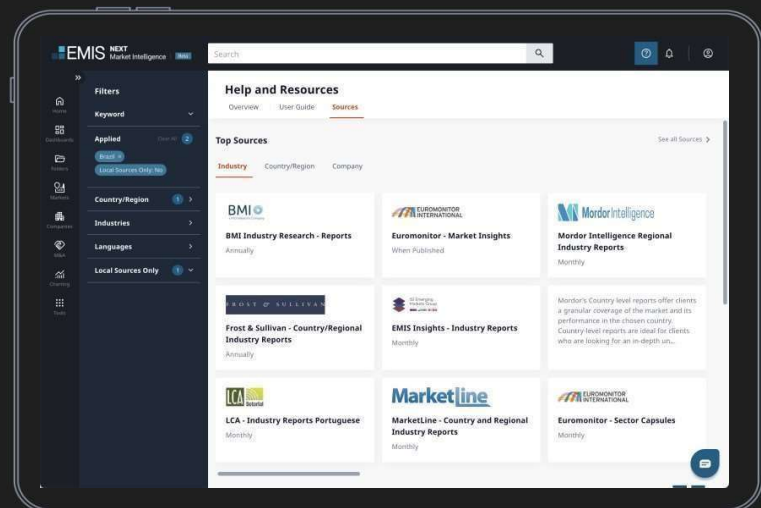 EMIS NEXT
Market Intelligence Beta
Search
Home
Dashboards
Folders
Markets
Companies
M&A
Charting
Tools
Filters
Keyword
Applied Clear All 2
Brazil ×
Local Sources Only: No
Country/Region 1
Industries
Languages
Local Sources Only 1
Help and Resources
Overview User Guide Sources
Top Sources See all Sources
Industry Country/Region Company
BMI
BMI Industry Research - Reports
Annually
EUROMONITOR
INTERNATIONAL
Euromonitor - Market Insights
When Published
Mordor Intelligence
Mordor Intelligence Regional
Industry Reports
Monthly
FROST & SULLIVAN
Frost & Sullivan - Country/Regional
Industry Reports
Annually
EMIS Insights - Industry Reports
Monthly
Mordor's Country level reports offer clients
a granular coverage of the market and its
performance in the chosen country.
Country level reports are ideal for clients
who are looking for an in-depth un...
LCA
LCA - Industry Reports Portuguese
Monthly
MarketLine
MarketLine - Country and Regional
Industry Reports
Monthly
EUROMONITOR
INTERNATIONAL
Euromonitor - Sector Capsules
Monthly